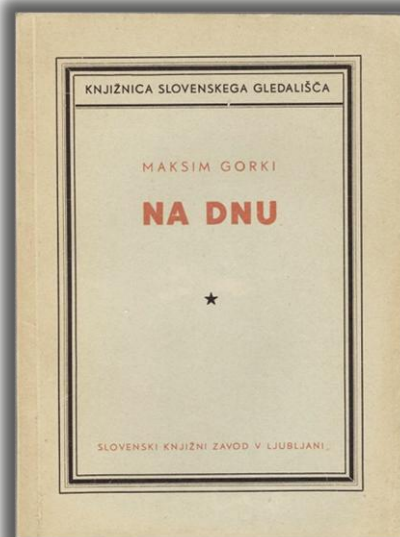 KNJIŽNICA SLOVENSKEGA GLEDALIŠČA
MAKSIM GORKI
NA DNU
SLOVENSKI KNJIŽNI ZAVOD V LJUBLJANI